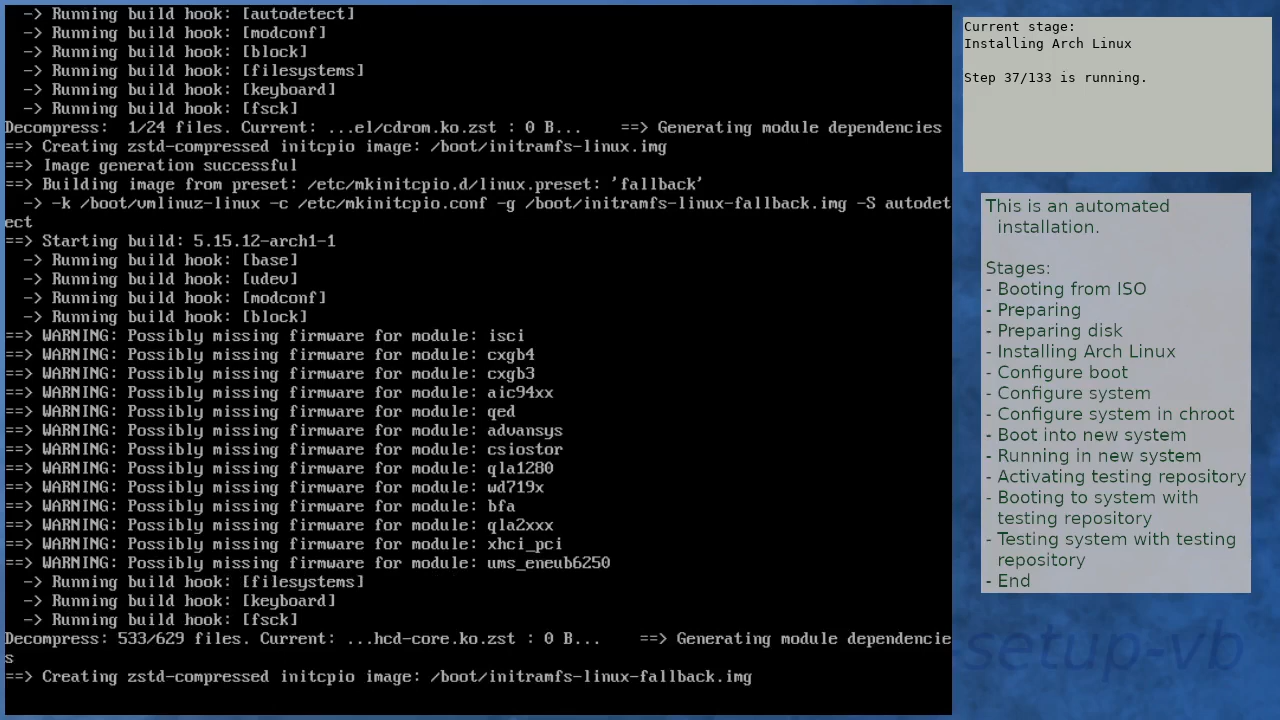 -> Running build hook: [autodetect]
-> Running build hook: [modconf]
-> Running build hook: [block]
-> Running build hook: [filesystems]
-> Running build hook: [keyboard]
-> Running build hook: [fsck]
Decompress:  1/24 files. Current: ...el/cdrom.ko.zst : 0 B...    ==> Generating module dependencies
==> Creating zstd-compressed initcpio image: /boot/initramfs-linux.img
==> Image generation successful
==> Building image from preset: /etc/mkinitcpio.d/linux.preset: 'fallback'
-> -k /boot/vmlinuz-linux -c /etc/mkinitcpio.conf -g /boot/initramfs-linux-fallback.img -S autodet
ect
==> Starting build: 5.15.12-arch1-1
-> Running build hook: [base]
-> Running build hook: [udev]
-> Running build hook: [modconf]
-> Running build hook: [block]
==> WARNING: Possibly missing firmware for module: isci
==> WARNING: Possibly missing firmware for module: cxgb4
==> WARNING: Possibly missing firmware for module: cxgb3
==> WARNING: Possibly missing firmware for module: aic94xx
==> WARNING: Possibly missing firmware for module: qed
==> WARNING: Possibly missing firmware for module: advansys
==> WARNING: Possibly missing firmware for module: csiostor
==> WARNING: Possibly missing firmware for module: qla1280
==> WARNING: Possibly missing firmware for module: wd719x
==> WARNING: Possibly missing firmware for module: bfa
==> WARNING: Possibly missing firmware for module: qla2xxx
==> WARNING: Possibly missing firmware for module: xhci_pci
==> WARNING: Possibly missing firmware for module: ums_eneub6250
-> Running build hook: [filesystems]
-> Running build hook: [keyboard]
-> Running build hook: [fsck]
Decompress: 533/629 files. Current: ...hcd-core.ko.zst : 0 B...    ==> Generating module dependencie
s
==> Creating zstd-compressed initcpio image: /boot/initramfs-linux-fallback.img
Current stage:
Installing Arch Linux
Step 37/133 is running.
This is an automated
installation.
Stages:
- Booting from ISO
- Preparing
- Preparing disk
- Installing Arch Linux
- Configure boot
- Configure system
- Configure system in chroot
- Boot into new system
- Running in new system
- Activating testing repository
- Booting to system with
testing repository
- Testing system with testing
repository
- End
-setup-vb